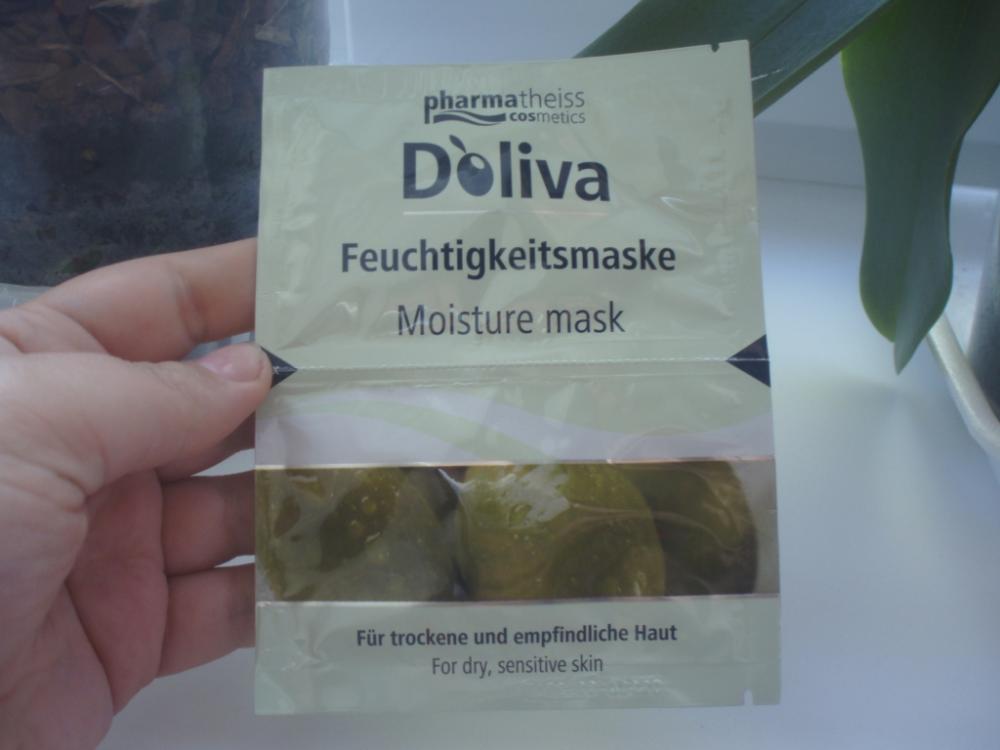 pharmatheiss
cosmetics
D'oliva
Feuchtigkeitsmaske
Moisture mask
Für trockene und empfindliche Haut
For dry, sensitive skin